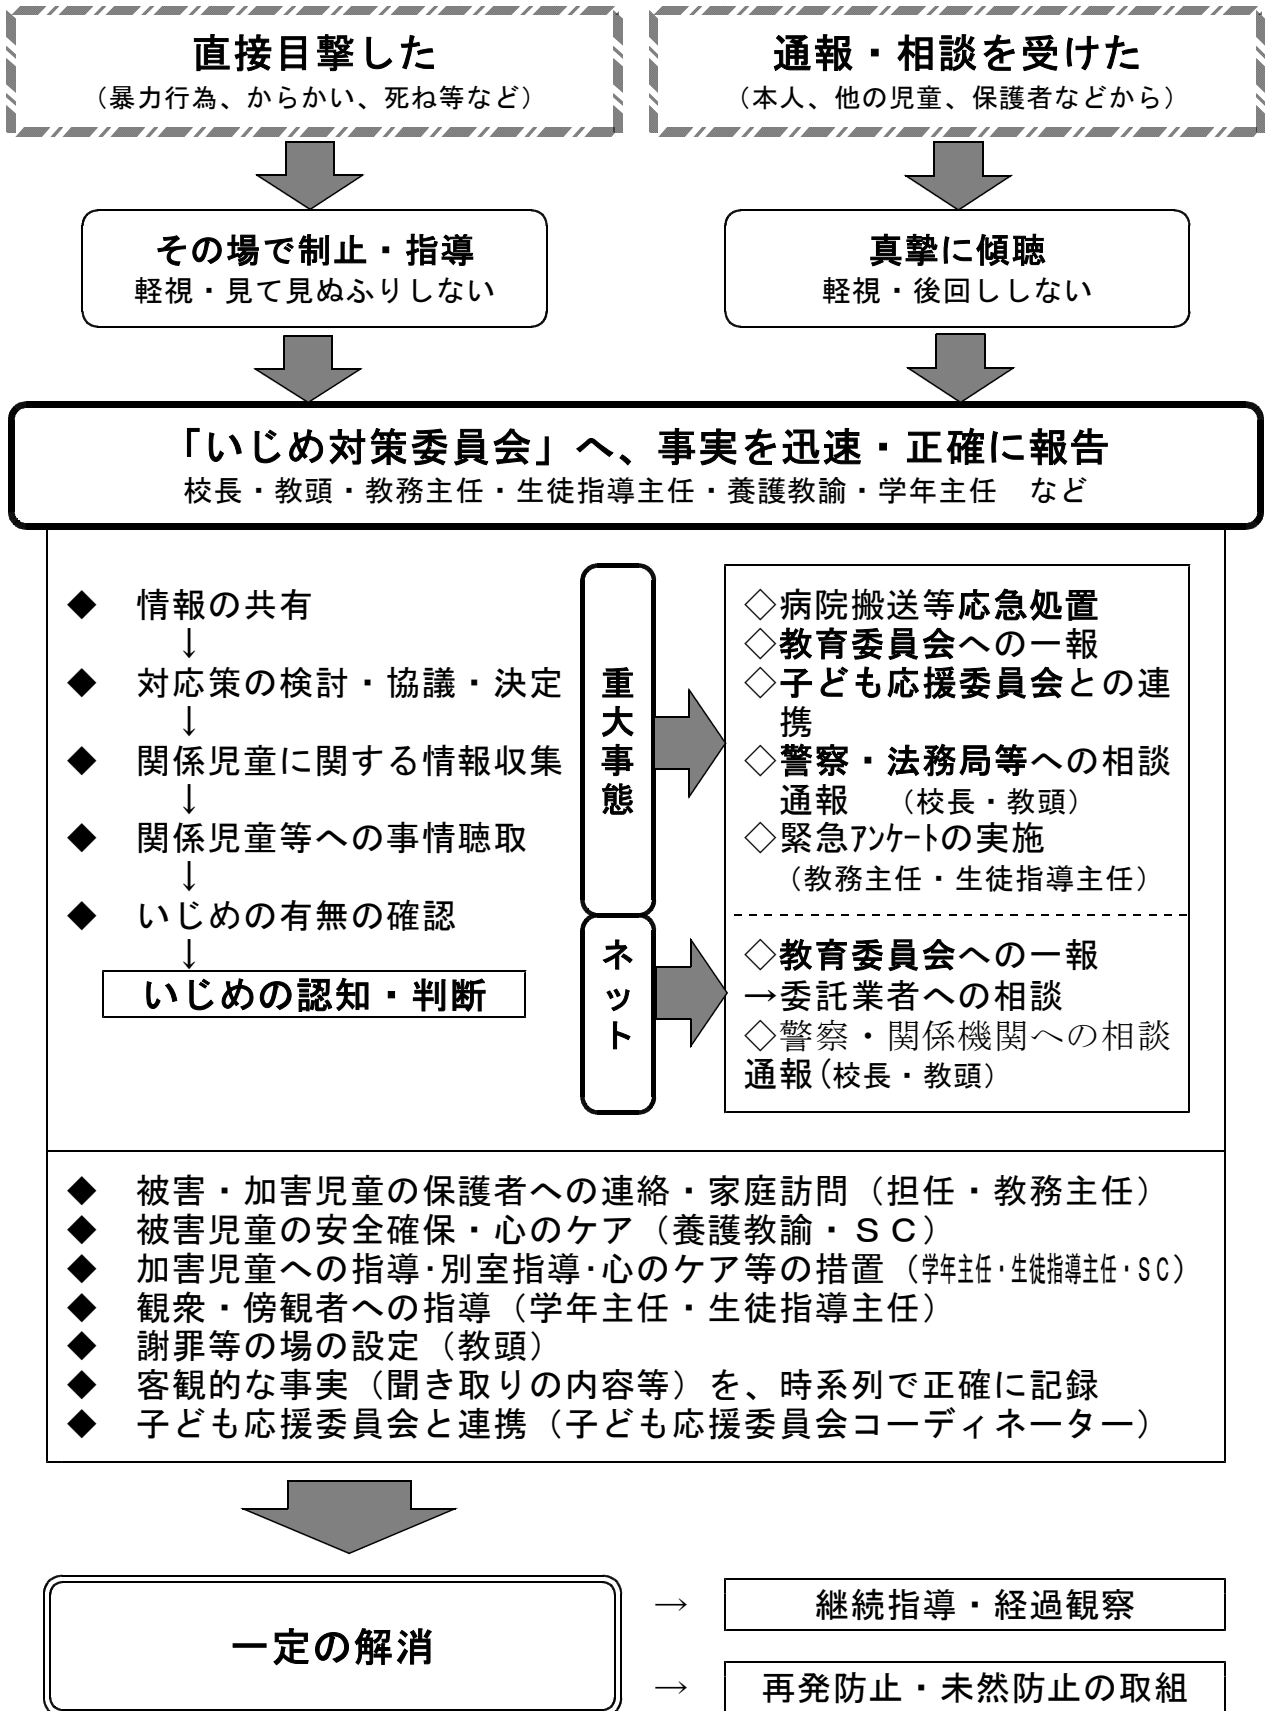 直接目撃した
（暴力行為、からかい、死ね等など）
通報・相談を受けた
（本人、他の児童、保護者などから）
その場で制止・指導
軽視・見て見ぬふりしない
真摯に傾聴
軽視・後回ししない
「いじめ対策委員会」へ、事実を迅速・正確に報告
校長・教頭・教務主任・生徒指導主任・養護教諭・学年主任　など
◆　情報の共有
↓
◆　対応策の検討・協議・決定
↓
◆　関係児童に関する情報収集
↓
◆　関係児童等への事情聴取
↓
◆　いじめの有無の確認
↓
いじめの認知・判断
重大事態
◇病院搬送等応急処置
◇教育委員会への一報
◇子ども応援委員会との連
携
◇警察・法務局等への相談
通報　（校長・教頭）
◇緊急ｱﾝｹｰﾄの実施
（教務主任・生徒指導主任）
ネット
◇教育委員会への一報
→委託業者への相談
◇警察・関係機関への相談
通報（校長・教頭）
◆　被害・加害児童の保護者への連絡・家庭訪問（担任・教務主任）
◆　被害児童の安全確保・心のケア（養護教諭・ＳＣ）
◆　加害児童への指導･別室指導･心のケア等の措置（学年主任・生徒指導主任・SC）
◆　観衆・傍観者への指導（学年主任・生徒指導主任）
◆　謝罪等の場の設定（教頭）
◆　客観的な事実（聞き取りの内容等）を、時系列で正確に記録
◆　子ども応援委員会と連携（子ども応援委員会コーディネーター）
一定の解消
→　継続指導・経過観察
→　再発防止・未然防止の取組